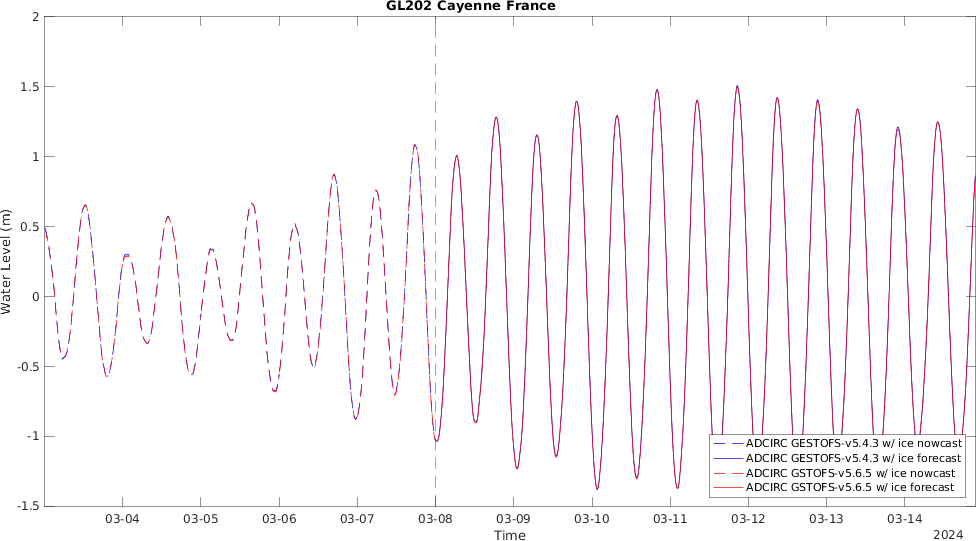 GL202 Cayenne France
2
1.5
1
0.5
0
-0.5
-1
-1.5
Water Level (m)
03-04 03-05 03-06 03-07 03-08 03-09 03-10 03-11 03-12 03-13 03-14
Time
2024
ADCIRC GESTOFS-v5.4.3 w/ ice nowcast
ADCIRC GESTOFS-v5.4.3 w/ ice forecast
ADCIRC GSTOFS-v5.6.5 w/ ice nowcast
ADCIRC GSTOFS-v5.6.5 w/ ice forecast